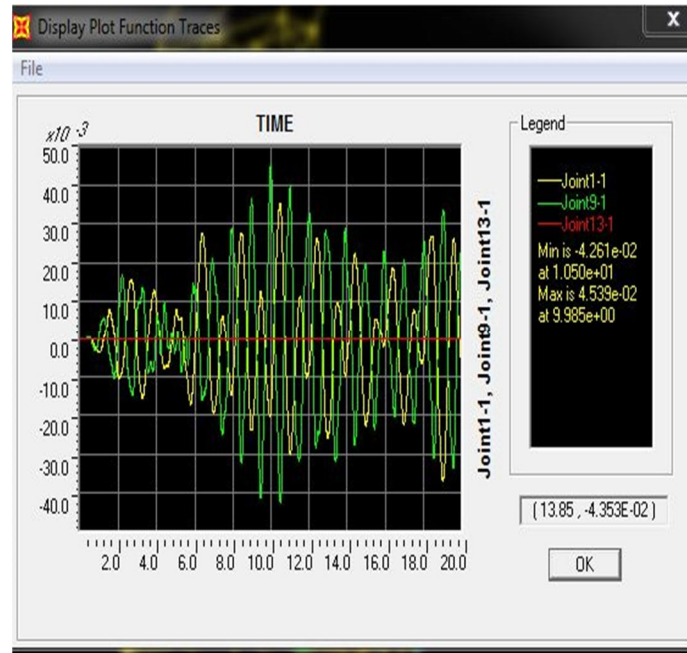 Display Plot Function Traces
X
File
TIME
x10 -3
50.0
40.0
30.0
20.0
10.0
0.0
-10.0
-20.0
-30.0
-40.0
2.0 4.0 6.0 8.0 10.0 12.0 14.0 16.0 18.0 20.0
Joint1-1, Joint9-1, Joint13-1
Legend
Joint1-1
Joint9-1
Joint13-1
Min is -4.261e-02
at 1.050e+01
Max is 4.539e-02
at 9.985e+00
(13.85 , -4.353E-02 )
OK